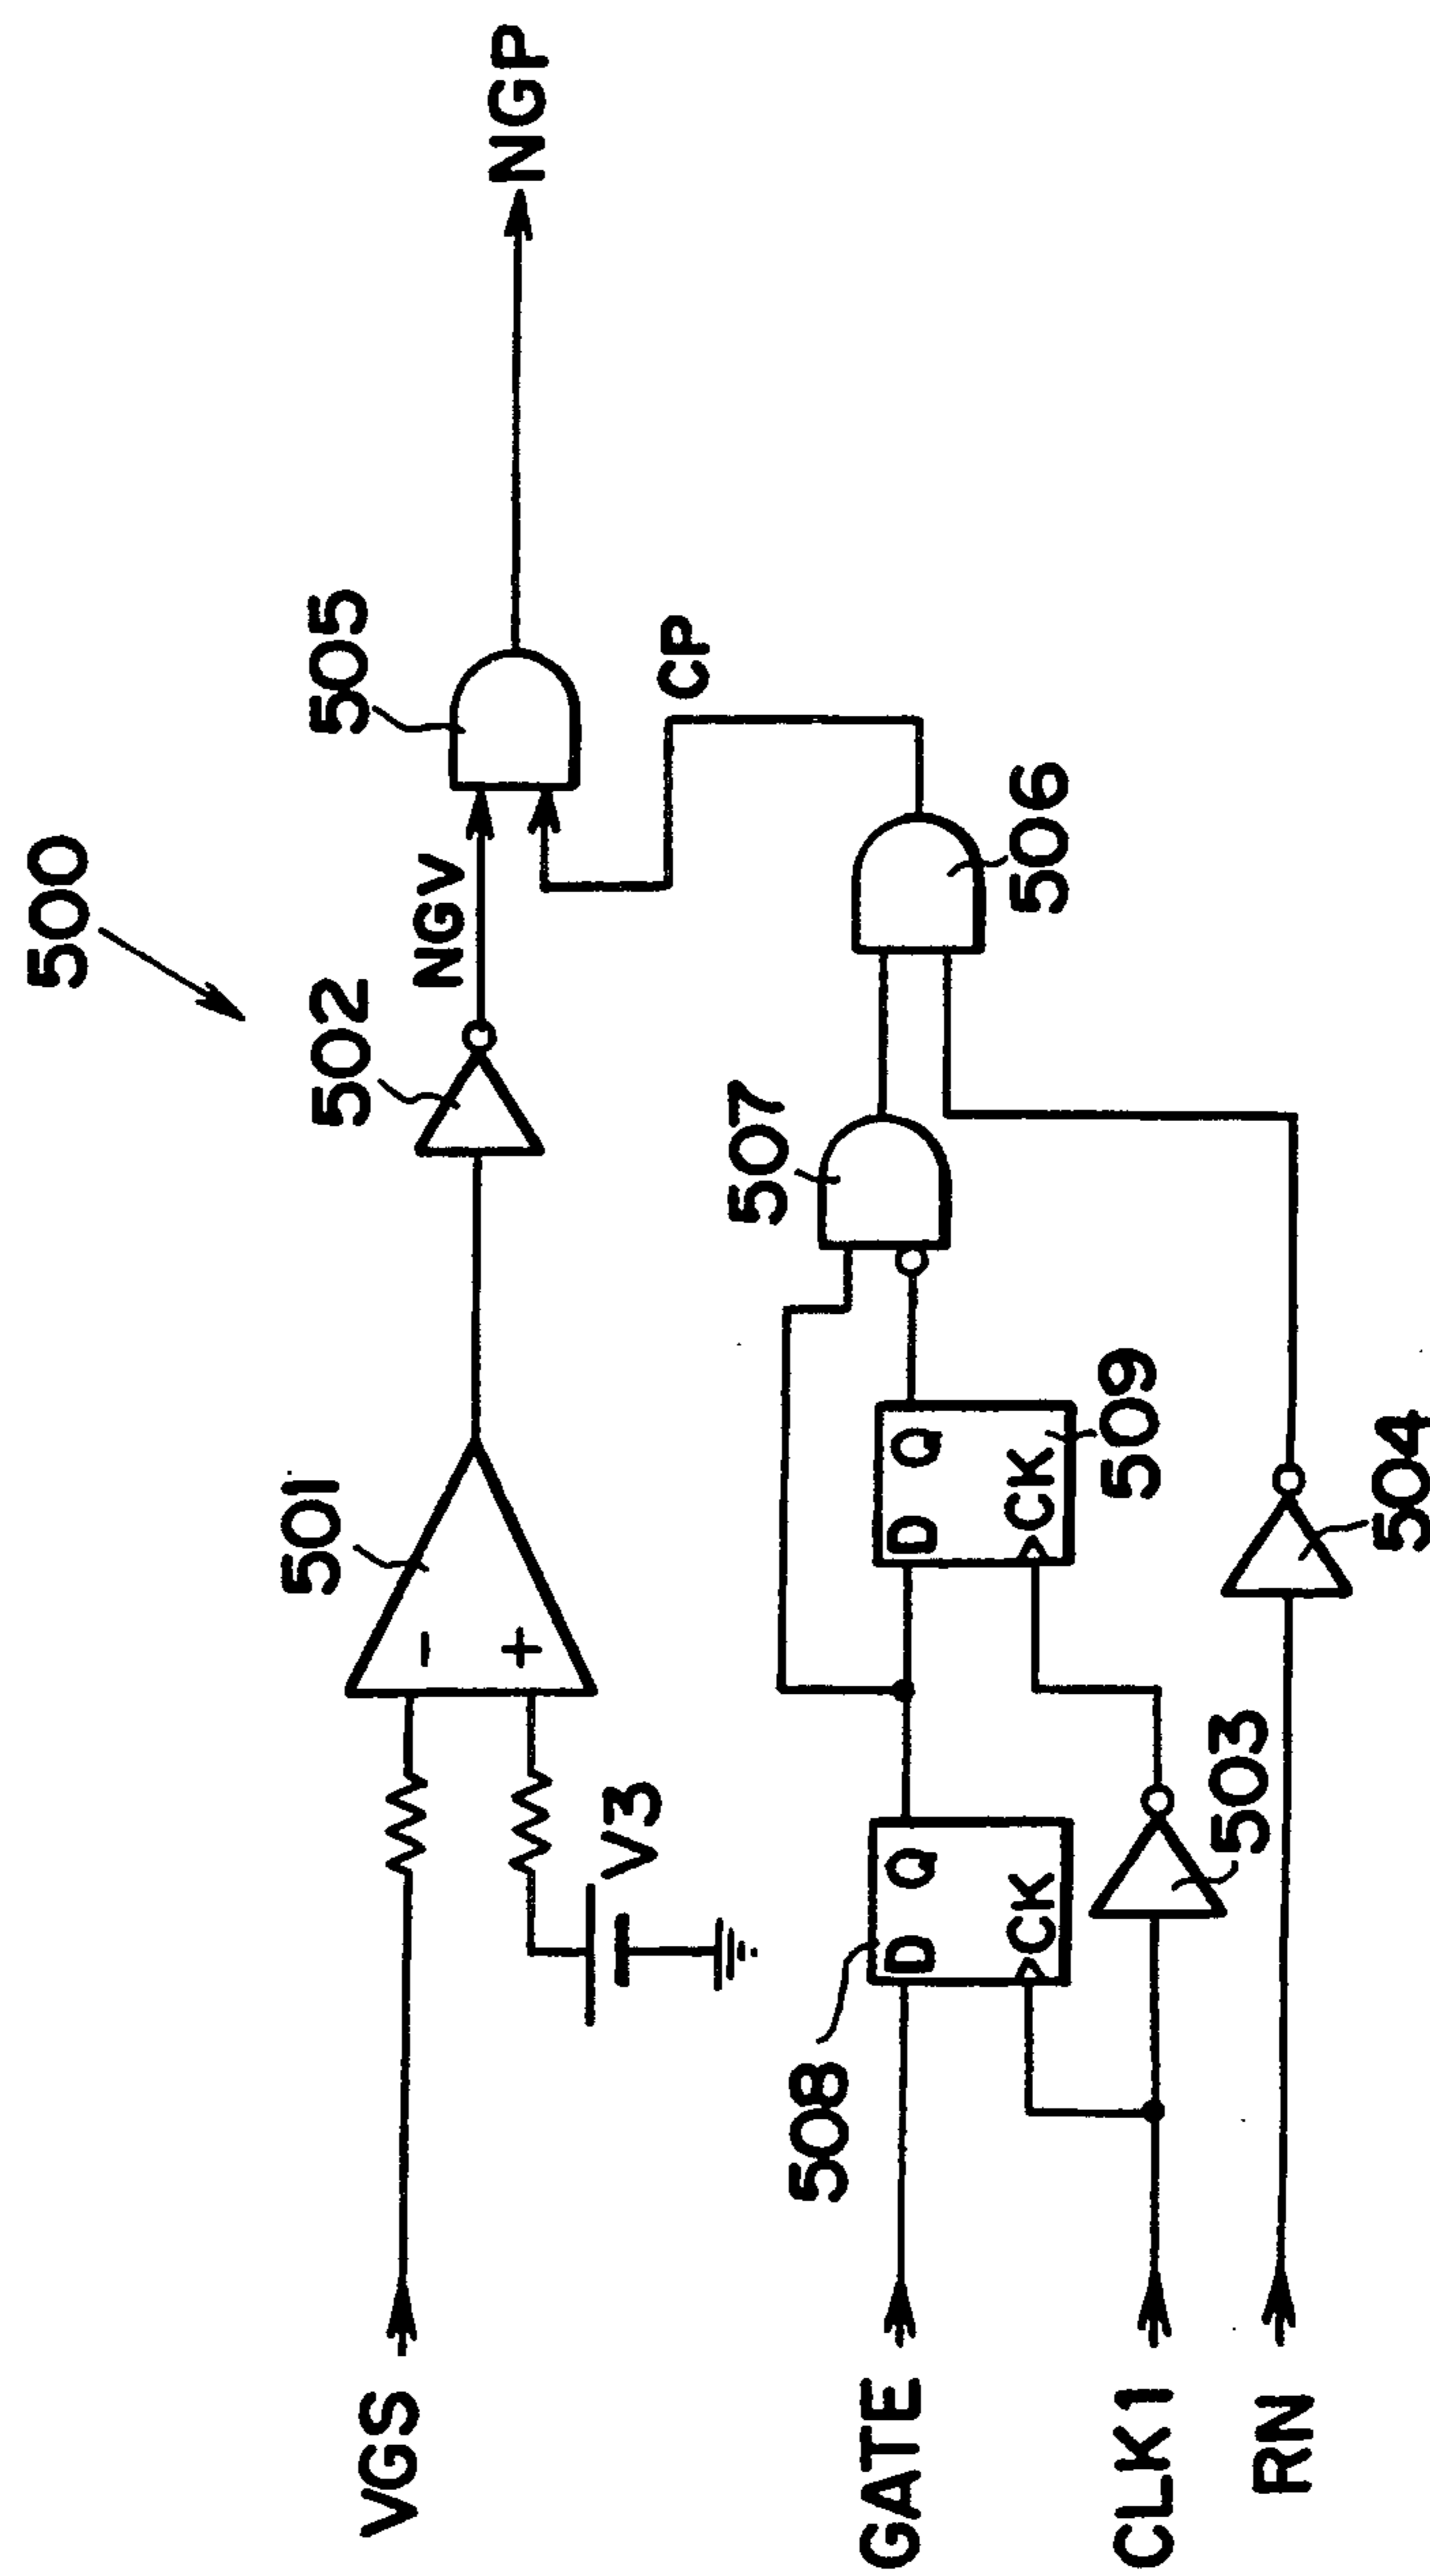 500
VGS
501
-
+
V3
502
NGV
505
NGP
CP
GATE
508
D Q
CK
D Q
CK
509
507
506
CLK1
503
RN
504